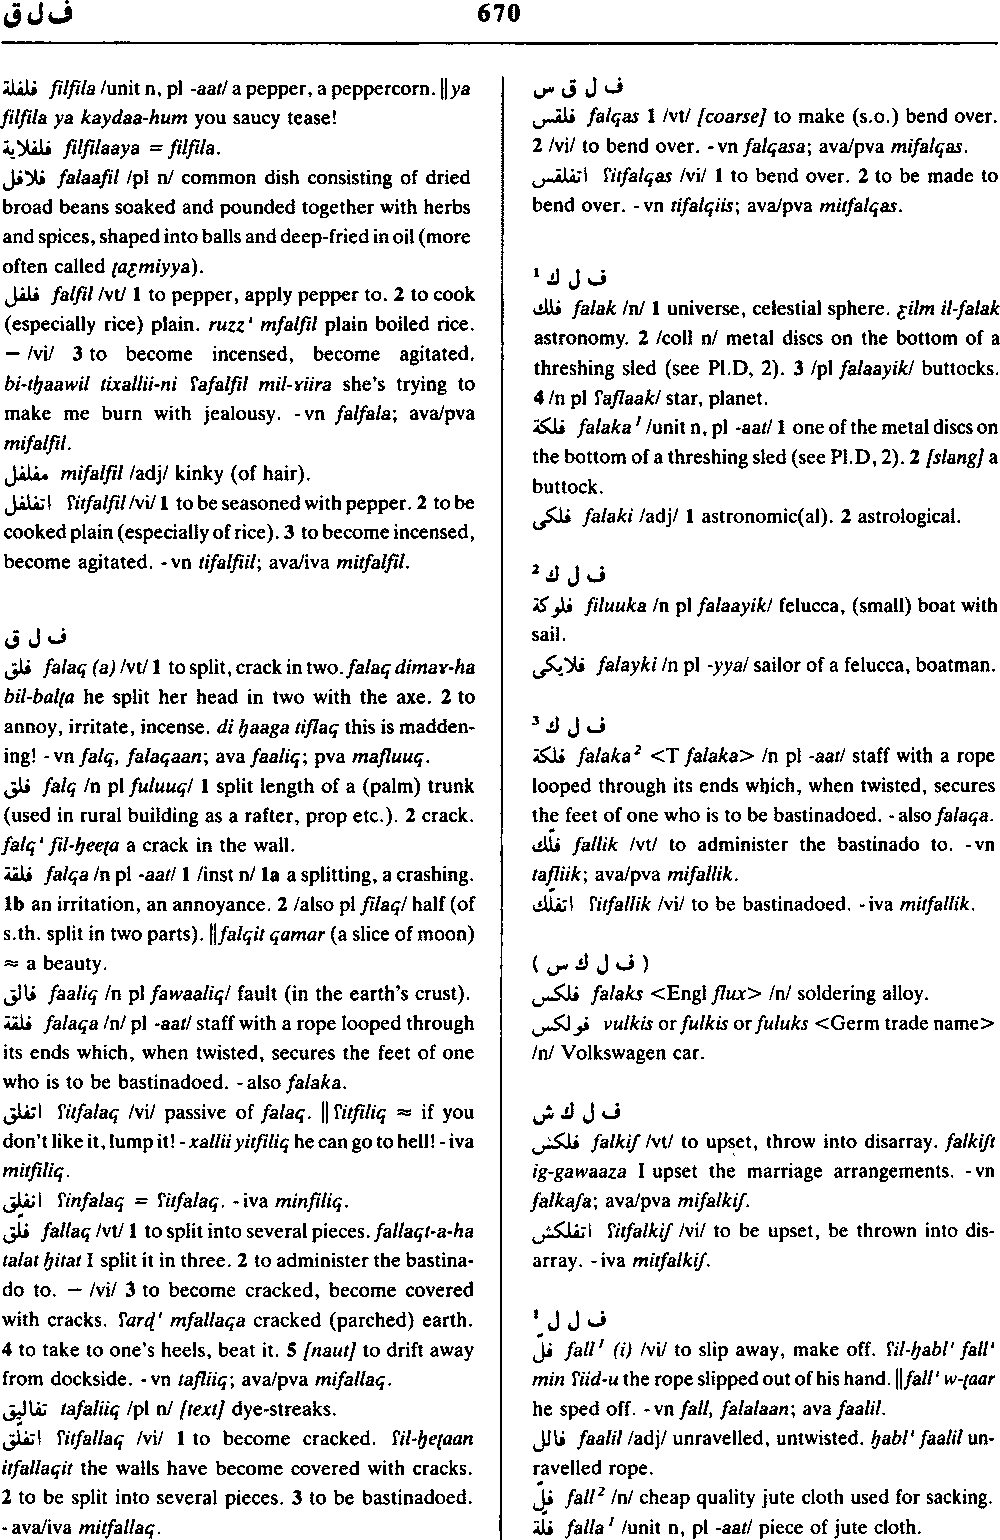 ف ل ق
670
فلفلة filfila /unit n, pl -aat/ a pepper, a peppercorn. ‖ ya
filfila ya kaydaa-hum you saucy tease!
فلفلاية filfilaaya = filfila.
فلافل falaafil /pl n/ common dish consisting of dried
broad beans soaked and pounded together with herbs
and spices, shaped into balls and deep-fried in oil (more
often called ṭaƹmiyya).
فلفل falfil /vt/ 1 to pepper, apply pepper to. 2 to cook
(especially rice) plain. ruzzˈ mfalfil plain boiled rice.
— /vi/ 3 to become incensed, become agitated.
bi-tḥaawil tixallii-ni ʕafalfil mil-ɣiira she's trying to
make me burn with jealousy. -vn falfala; ava/pva
mifalfil.
مفلفل mifalfil /adj/ kinky (of hair).
اتفلفل ʕitfalfil /vi/ 1 to be seasoned with pepper. 2 to be
cooked plain (especially of rice). 3 to become incensed,
become agitated. -vn tifalfiil; ava/iva mitfalfil.
ف ل ق
فلق falaq (a) /vt/ 1 to split, crack in two. falaq dimaɣ-ha
bil-balṭa he split her head in two with the axe. 2 to
annoy, irritate, incense. di ḥaaga tiflaq this is madden-
ing! -vn falq, falaqaan; ava faaliq; pva mafluuq.
فلق falq /n pl fuluuq/ 1 split length of a (palm) trunk
(used in rural building as a rafter, prop etc.). 2 crack.
falqˈ fil-ḥeeṭa a crack in the wall.
فلقة falqa /n pl -aat/ 1 /inst n/ 1a a splitting, a crashing.
1b an irritation, an annoyance. 2 /also pl filaq/ half (of
s.th. split in two parts). ‖ falqit qamar (a slice of moon)
≈ a beauty.
فالق faaliq /n pl fawaaliq/ fault (in the earth's crust).
فلقة falaqa /n/ pl -aat/ staff with a rope looped through
its ends which, when twisted, secures the feet of one
who is to be bastinadoed. -also falaka.
اتفلق ʕitfalaq /vi/ passive of falaq. ‖ ʕitfiliq ≈ if you
don't like it, lump it! -xallii yitfiliq he can go to hell! -iva
mitfiliq.
انفلق ʕinfalaq = ʕitfalaq. -iva minfiliq.
فلّق fallaq /vt/ 1 to split into several pieces. fallaqt-a-ha
talat ḥitat I split it in three. 2 to administer the bastina-
do to. — /vi/ 3 to become cracked, become covered
with cracks. ʕarḍˈ mfallaqa cracked (parched) earth.
4 to take to one's heels, beat it. 5 [naut] to drift away
from dockside. -vn tafliiq; ava/pva mifallaq.
تفاليق tafaliiq /pl n/ [text] dye-streaks.
اتفلّق ʕitfallaq /vi/ 1 to become cracked. ʕil-ḥeṭaan
itfallaqit the walls have become covered with cracks.
2 to be split into several pieces. 3 to be bastinadoed.
-ava/iva mitfallaq.
ف ل ق س
فلقس falqas 1 /vt/ [coarse] to make (s.o.) bend over.
2 /vi/ to bend over. -vn falqasa; ava/pva mifalqas.
اتفلقس ʕitfalqas /vi/ 1 to bend over. 2 to be made to
bend over. -vn tifalqiis; ava/pva mitfalqas.
ف ل ك ¹
فلك falak /n/ 1 universe, celestial sphere. ƹilm il-falak
astronomy. 2 /coll n/ metal discs on the bottom of a
threshing sled (see Pl.D, 2). 3 /pl falaayik/ buttocks.
4 /n pl ʕaflaak/ star, planet.
فلكة falaka¹ /unit n, pl -aat/ 1 one of the metal discs on
the bottom of a threshing sled (see Pl.D, 2). 2 [slang] a
buttock.
فلكى falaki /adj/ 1 astronomic(al). 2 astrological.
ف ل ك ²
فلوكة filuuka /n pl falaayik/ felucca, (small) boat with
sail.
فلايكى falayki /n pl -yya/ sailor of a felucca, boatman.
ف ل ك ³
فلكة falaka² <T falaka> /n pl -aat/ staff with a rope
looped through its ends which, when twisted, secures
the feet of one who is to be bastinadoed. -also falaqa.
فلّك fallik /vt/ to administer the bastinado to. -vn
tafliik; ava/pva mifallik.
اتفلّك ʕitfallik /vi/ to be bastinadoed. -iva mitfallik.
(ف ل ك س)
فلكس falaks <Engl flux> /n/ soldering alloy.
فولكس vulkis or fulkis or fuluks <Germ trade name>
/n/ Volkswagen car.
ف ل ك ش
فلكش falkiʃ /vt/ to upset, throw into disarray. falkiʃt
ig-gawaaza I upset the marriage arrangements. -vn
falkaʃa; ava/pva mifalkiʃ.
اتفلكش ʕitfalkiʃ /vi/ to be upset, be thrown into dis-
array. -iva mitfalkiʃ.
ف ل ل ¹
فلّ fall¹ (i) /vi/ to slip away, make off. ʕil-ḥablˈ fallˈ
min ʕiid-u the rope slipped out of his hand. ‖ fallˈ w-ṭaar
he sped off. -vn fall, falalaan; ava faalil.
فالل faalil /adj/ unravelled, untwisted. ḥablˈ faalil un-
ravelled rope.
فلّ fall² /n/ cheap quality jute cloth used for sacking.
فلّة falla¹ /unit n, pl -aat/ piece of jute cloth.